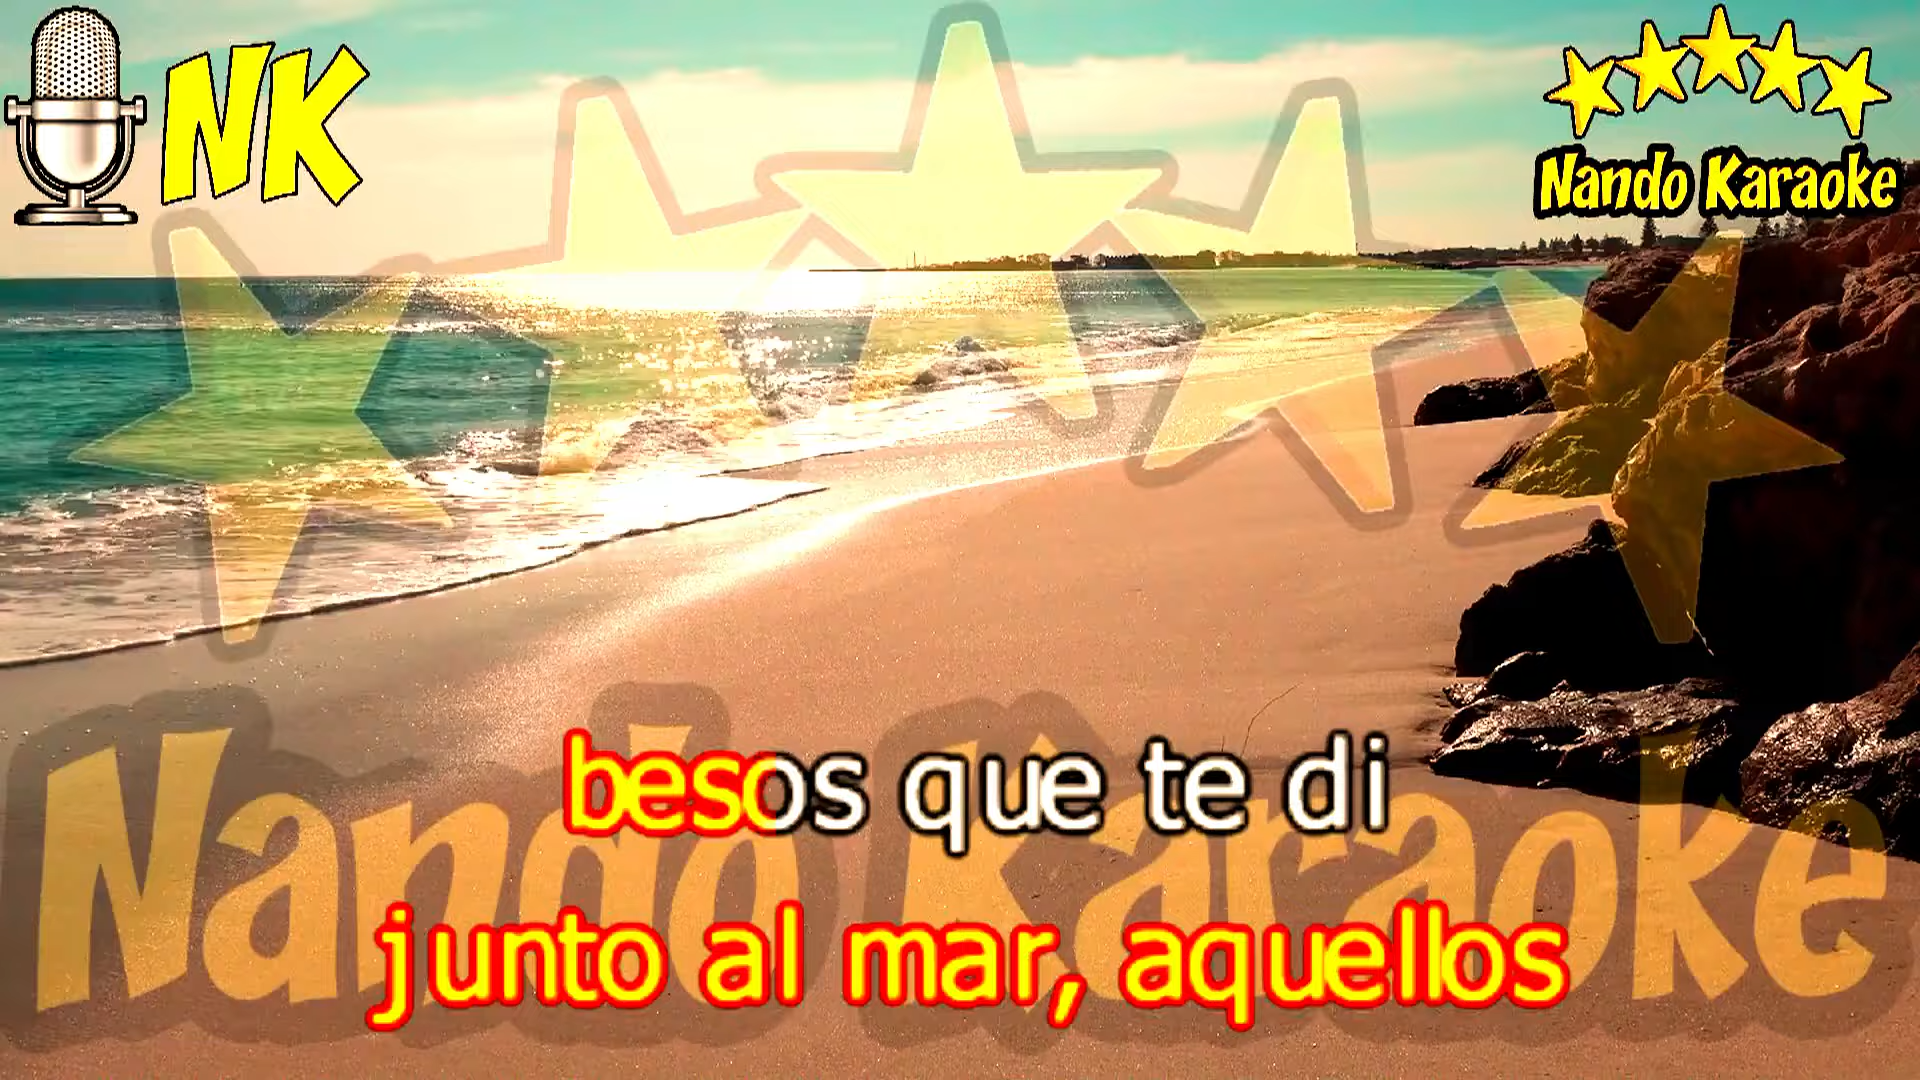 NK
Nando Karaoke
besos que te di
junto al mar, aquellos
Nando Karaoke